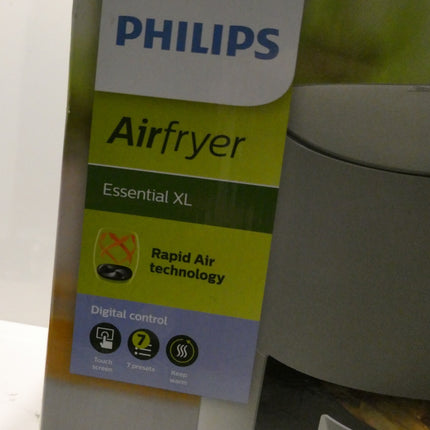 PHILIPS
Airfryer
Essential XL
Rapid Air
technology
Digital control
7
Touch
screen
7 presets
Keep
warm